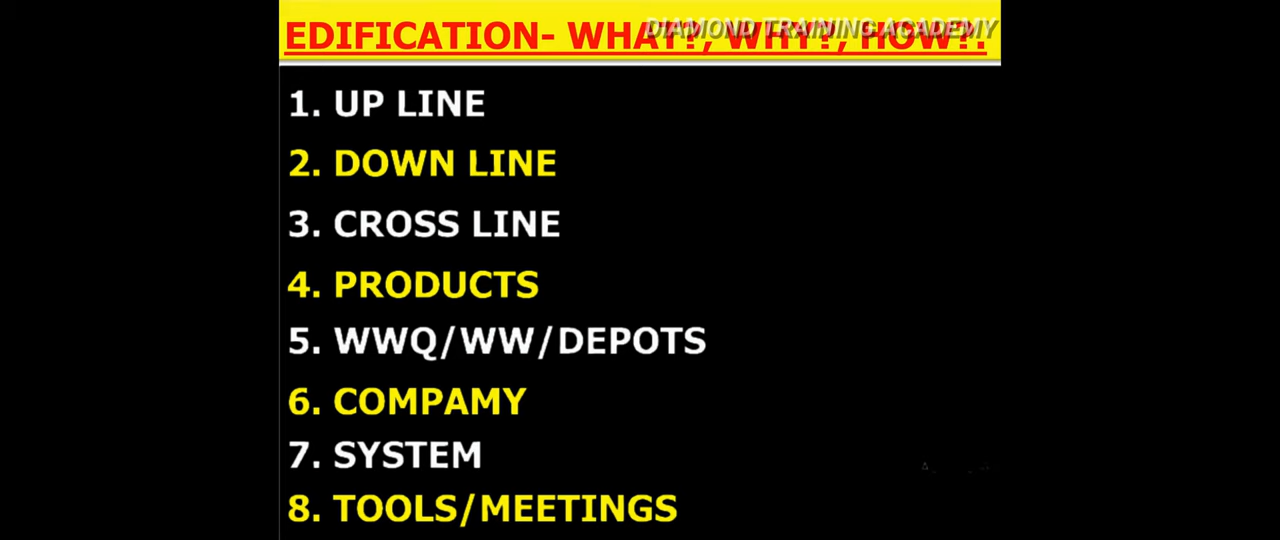 DIAMOND TRAINING ACADEMY
EDIFICATION- WHAT?, WHY?, HOW?.
1. UP LINE
2. DOWN LINE
3. CROSS LINE
4. PRODUCTS
5. WWQ/WW/DEPOTS
6. COMPAMY
7. SYSTEM
8. TOOLS/MEETINGS